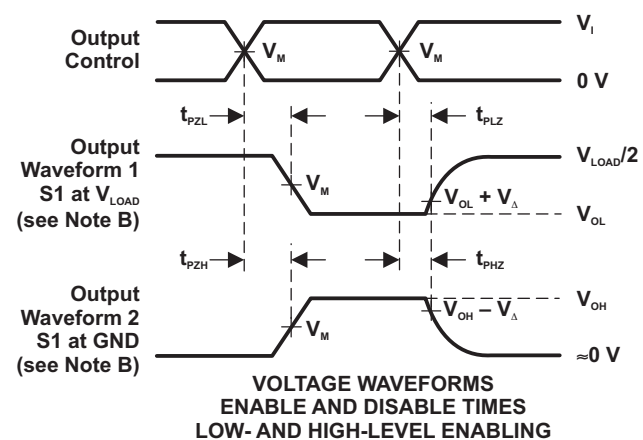 Output
Control
V_M
V_M
V_I
0 V
t_PZL
t_PLZ
Output
Waveform 1
S1 at V_LOAD
(see Note B)
V_M
V_OL + V_Δ
V_LOAD/2
V_OL
t_PZH
t_PHZ
Output
Waveform 2
S1 at GND
(see Note B)
V_M
V_OH – V_Δ
V_OH
≈0 V
VOLTAGE WAVEFORMS
ENABLE AND DISABLE TIMES
LOW- AND HIGH-LEVEL ENABLING